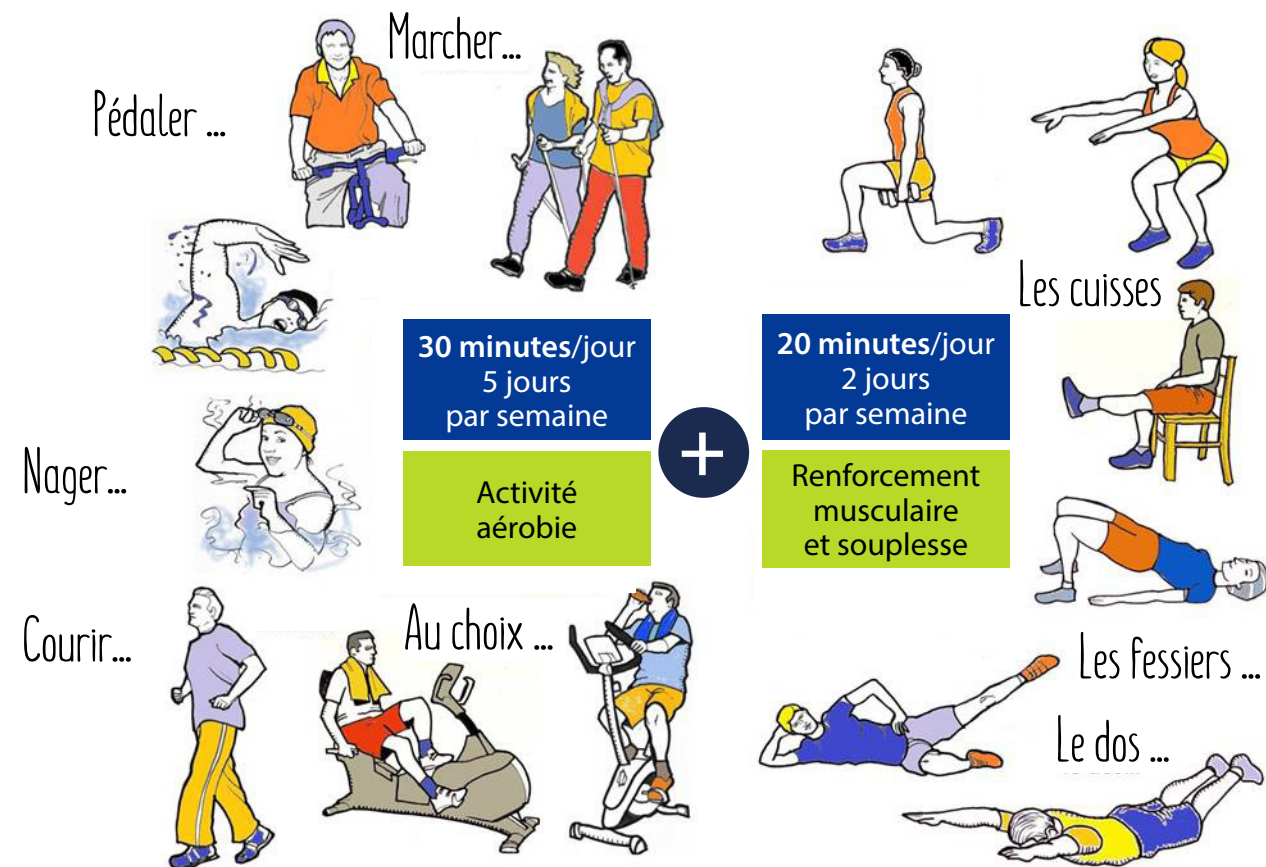 Marcher...
Pédaler ...
Les cuisses
30 minutes/jour
5 jours
par semaine
+
20 minutes/jour
2 jours
par semaine
Nager...
Activité
aérobie
Renforcement
musculaire
et souplesse
Courir...
Au choix ...
Les fessiers ...
Le dos ...